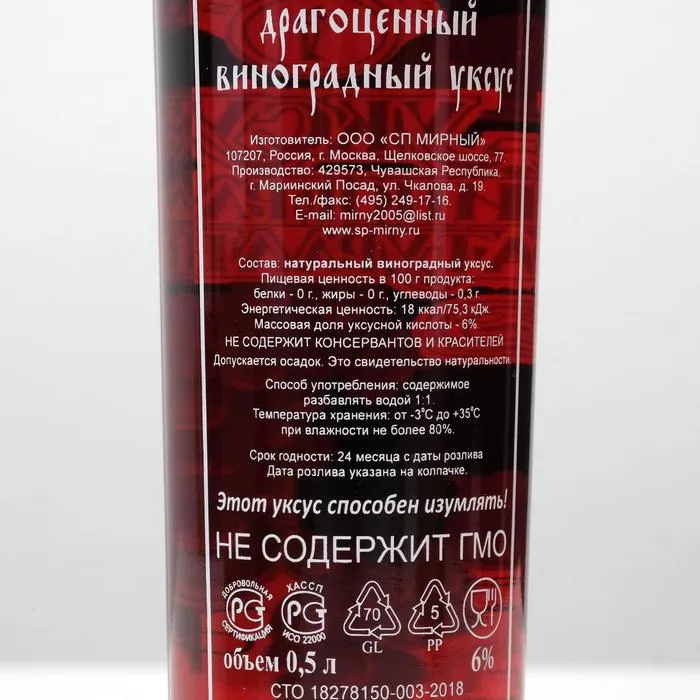 драгоценный
виноградный уксус
Изготовитель: ООО «СП МИРНЫЙ»
107207, Россия, г. Москва, Щелковское шоссе, 77.
Производство: 429573, Чувашская Республика,
г. Мариинский Посад, ул. Чкалова, д. 19.
Тел./факс: (495) 249-17-16.
E-mail: mirny2005@list.ru
www.sp-mirny.ru
Состав: натуральный виноградный уксус.
Пищевая ценность в 100 г продукта:
белки - 0 г., жиры - 0 г., углеводы - 0,3 г.
Энергетическая ценность: 18 ккал/75,3 кДж.
Массовая доля уксусной кислоты - 6%.
НЕ СОДЕРЖИТ КОНСЕРВАНТОВ И КРАСИТЕЛЕЙ
Допускается осадок. Это свидетельство натуральности.
Способ употребления: содержимое
разбавлять водой 1:1.
Температура хранения: от -3°С до +35°С
при влажности не более 80%.
Срок годности: 24 месяца с даты розлива
Дата розлива указана на колпачке.
Этот уксус способен изумлять!
НЕ СОДЕРЖИТ ГМО
ДОБРОВОЛЬНАЯ РСТ СЕРТИФИКАЦИЯ
ХАССП РСТ ИСО 22000
70 GL
5 PP
объем 0,5 л 6%
СТО 18278150-003-2018